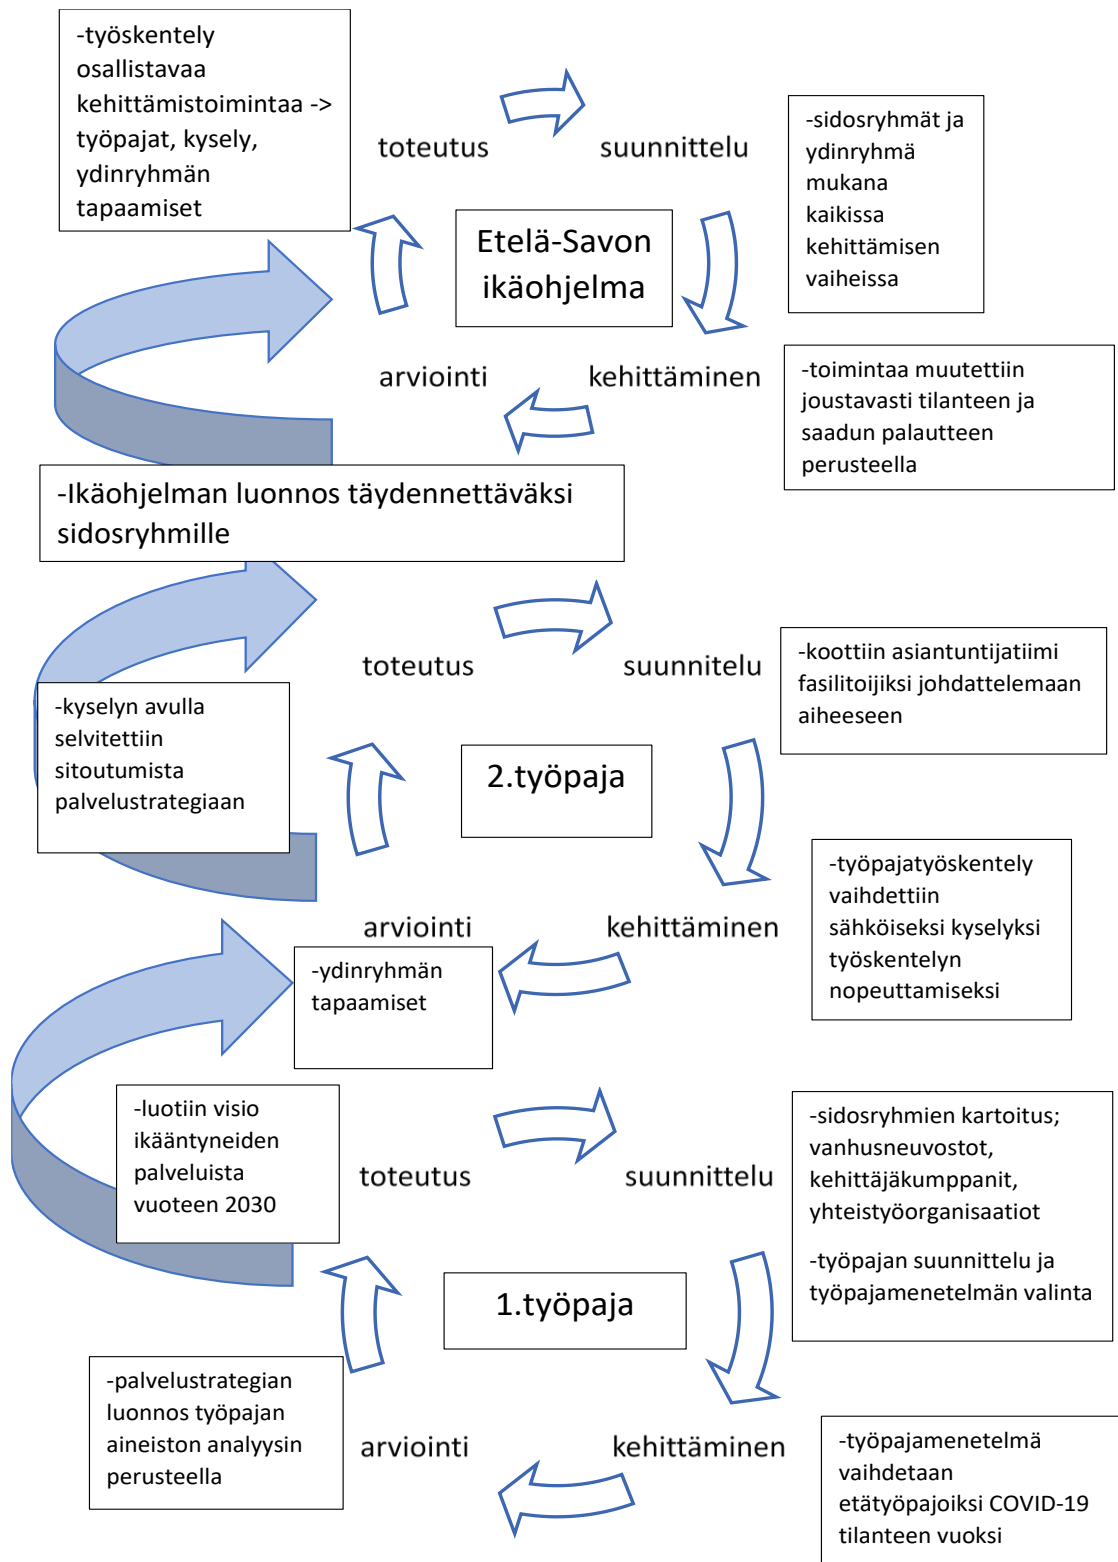 -työskentely
osallistavaa
kehittämistoimintaa ->
työpajat, kysely,
ydinryhmän
tapaamiset
toteutus
suunnittelu
-sidosryhmät ja
ydinryhmä
mukana
kaikissa
kehittämisen
vaiheissa
Etelä-Savon
ikäohjelma
arviointi
kehittäminen
-toimintaa muutettiin
joustavasti tilanteen ja
saadun palautteen
perusteella
-Ikäohjelman luonnos täydennettäväksi
sidosryhmille
toteutus
suunnitelu
-koottiin asiantuntijatiimi
fasilitoijiksi johdattelemaan
aiheeseen
-kyselyn avulla
selvitettiin
sitoutumista
palvelustrategiaan
2.työpaja
-työpajatyöskentely
vaihdettiin
sähköiseksi kyselyksi
työskentelyn
nopeuttamiseksi
arviointi
kehittäminen
-ydinryhmän
tapaamiset
-luotiin visio
ikääntyneiden
palveluista
vuoteen 2030
toteutus
suunnittelu
-sidosryhmien kartoitus;
vanhusneuvostot,
kehittäjäkumppanit,
yhteistyöorganisaatiot
-työpajan suunnittelu ja
työpajamenetelmän valinta
1.työpaja
-palvelustrategian
luonnos työpajan
aineiston analyysin
perusteella
arviointi
kehittäminen
-työpajamenetelmä
vaihdetaan
etätyöpajoiksi COVID-19
tilanteen vuoksi